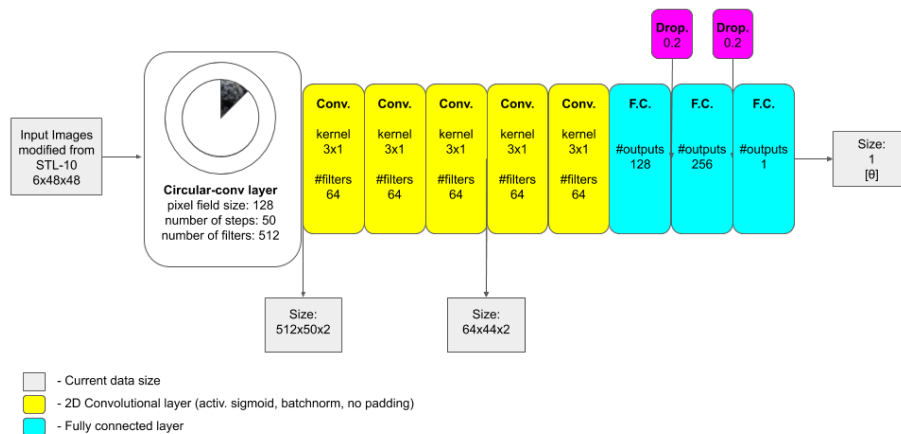 Drop.
0.2
Drop.
0.2
Input Images
modified from
STL-10
6x48x48
Circular-conv layer
pixel field size: 128
number of steps: 50
number of filters: 512
Conv.
kernel
3x1
#filters
64
Conv.
kernel
3x1
#filters
64
Conv.
kernel
3x1
#filters
64
Conv.
kernel
3x1
#filters
64
Conv.
kernel
3x1
#filters
64
F.C.
#outputs
128
F.C.
#outputs
256
F.C.
#outputs
1
Size:
1
[θ]
Size:
512x50x2
Size:
64x44x2
- Current data size
- 2D Convolutional layer (activ. sigmoid, batchnorm, no padding)
- Fully connected layer